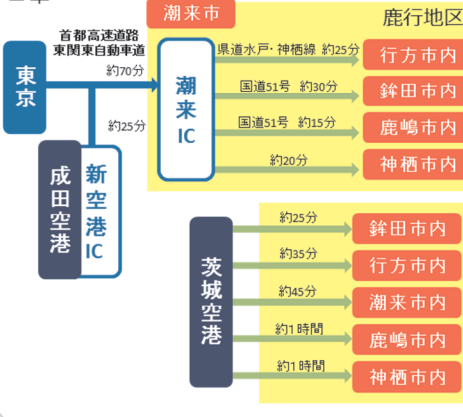 潮来市
鹿行地区
首都高速道路
東関東自動車道
東京
約70分
潮来IC
県道水戸・神栖線 約25分
行方市内
国道51号 約30分
鉾田市内
国道51号 約15分
鹿嶋市内
約20分
神栖市内
約25分
成田空港
新空港IC
茨城空港
約25分
鉾田市内
約35分
行方市内
約45分
潮来市内
約1時間
鹿嶋市内
約1時間
神栖市内